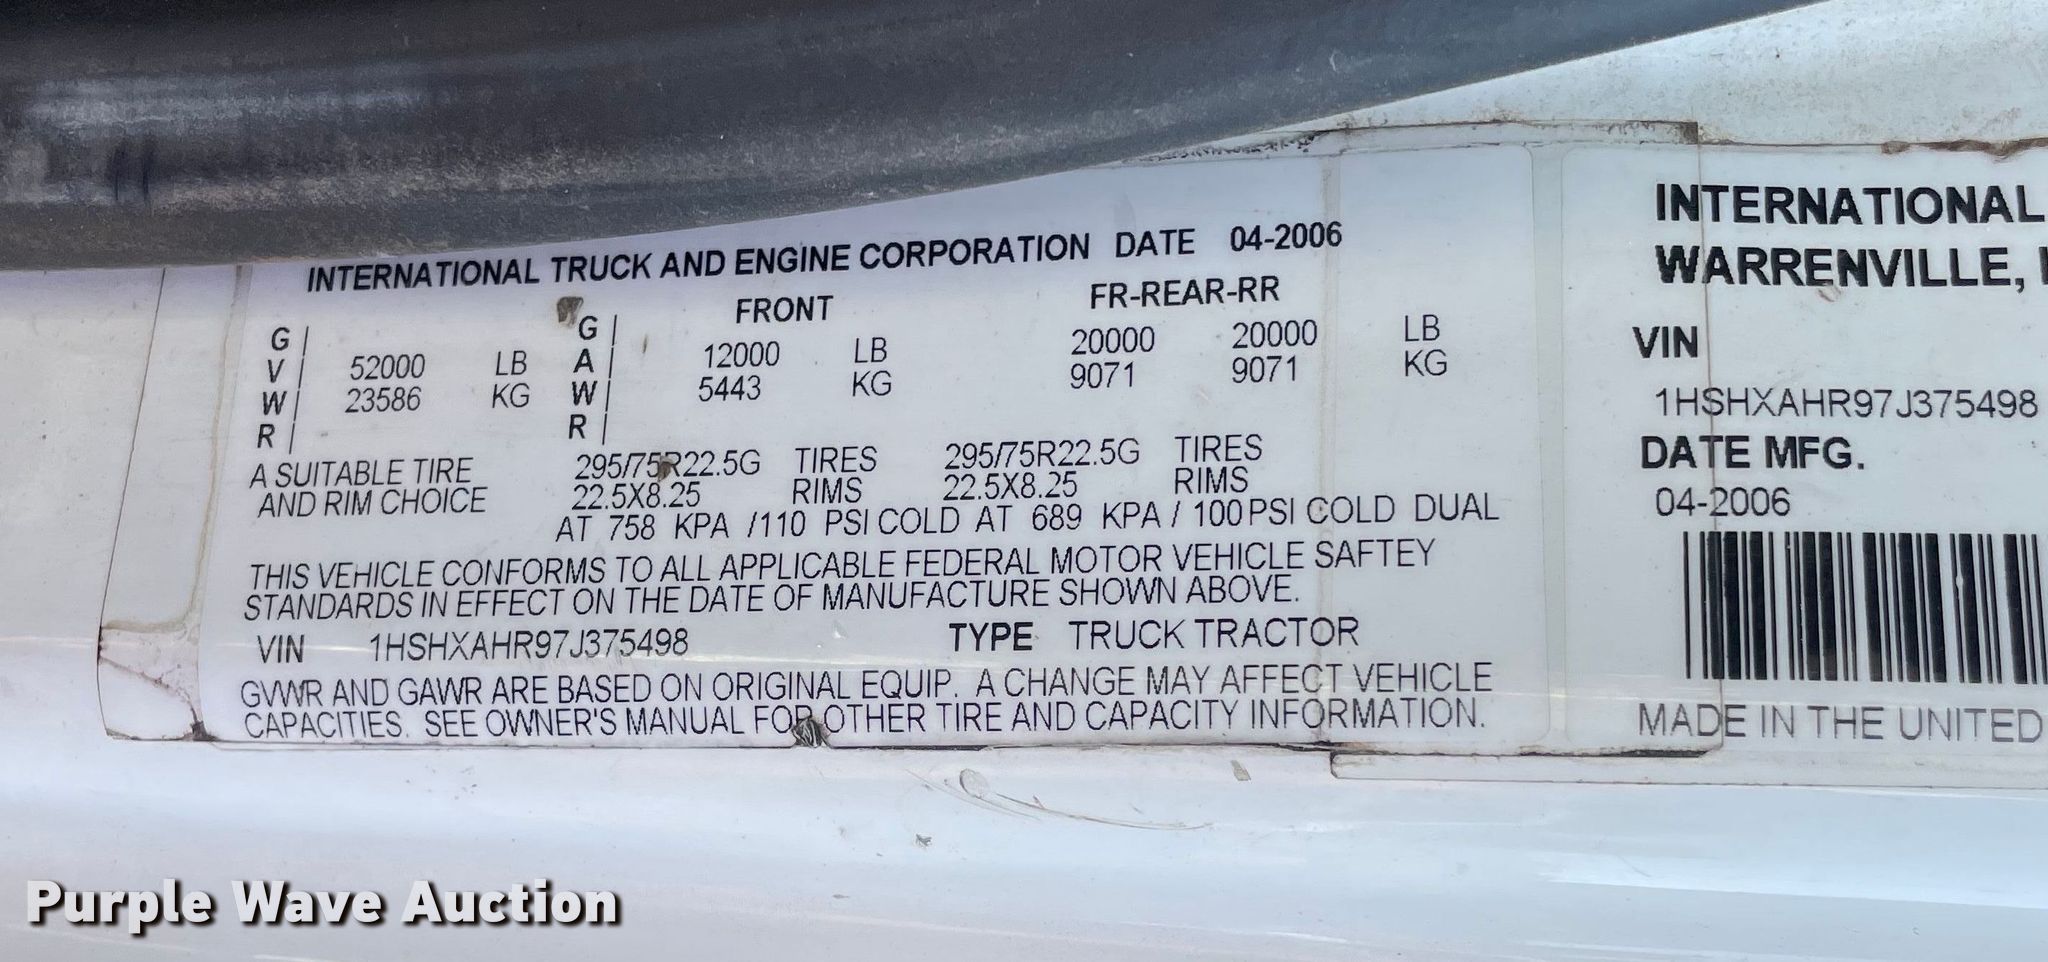 INTERNATIONAL TRUCK AND ENGINE CORPORATION DATE 04-2006
FRONT FR-REAR-RR
GVWR 52000 LB GAWR 12000 LB 20000 20000 LB
23586 KG 5443 KG 9071 9071 KG
A SUITABLE TIRE 295/75R22.5G TIRES 295/75R22.5G TIRES
AND RIM CHOICE 22.5X8.25 RIMS 22.5X8.25 RIMS
AT 758 KPA /110 PSI COLD AT 689 KPA / 100PSI COLD DUAL
THIS VEHICLE CONFORMS TO ALL APPLICABLE FEDERAL MOTOR VEHICLE SAFTEY
STANDARDS IN EFFECT ON THE DATE OF MANUFACTURE SHOWN ABOVE.
VIN 1HSHXAHR97J375498 TYPE TRUCK TRACTOR
GVWR AND GAWR ARE BASED ON ORIGINAL EQUIP. A CHANGE MAY AFFECT VEHICLE
CAPACITIES. SEE OWNER'S MANUAL FOR OTHER TIRE AND CAPACITY INFORMATION.
INTERNATIONAL
WARRENVILLE,
VIN
1HSHXAHR97J375498
DATE MFG.
04-2006
MADE IN THE UNITED
Purple Wave Auction